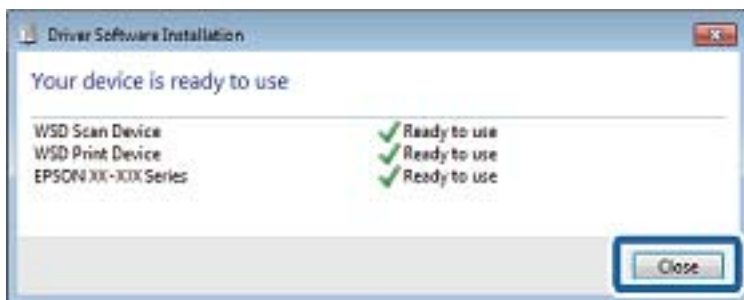 Driver Software Installation
Your device is ready to use
WSD Scan Device Ready to use
WSD Print Device Ready to use
EPSON XX-XXX Series Ready to use
Close